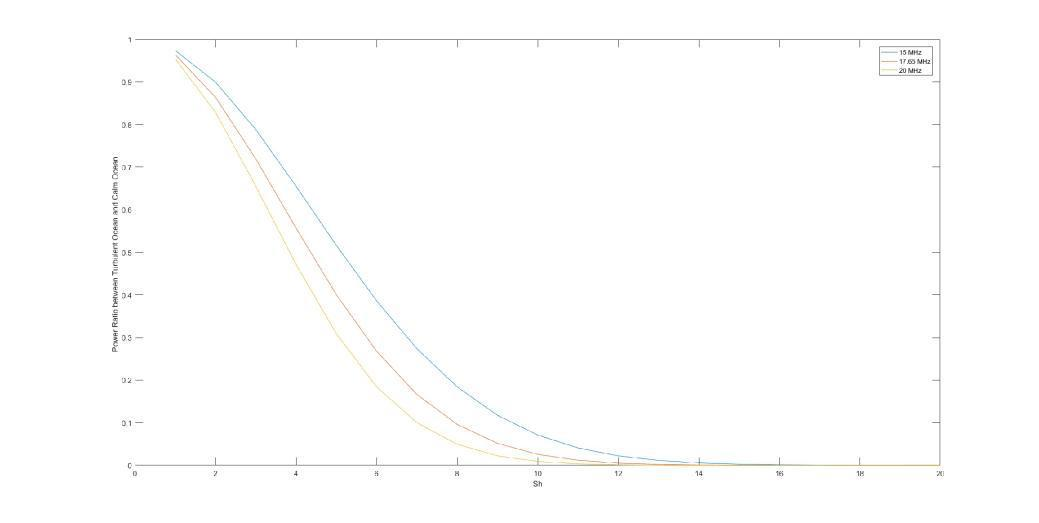 1
0.9
0.8
0.7
0.6
0.5
0.4
0.3
0.2
0.1
0
Power Ratio between Turbulent Ocean and Calm Ocean
0 2 4 6 8 10 12 14 16 18 20
Sh
15 MHz
17.65 MHz
20 MHz